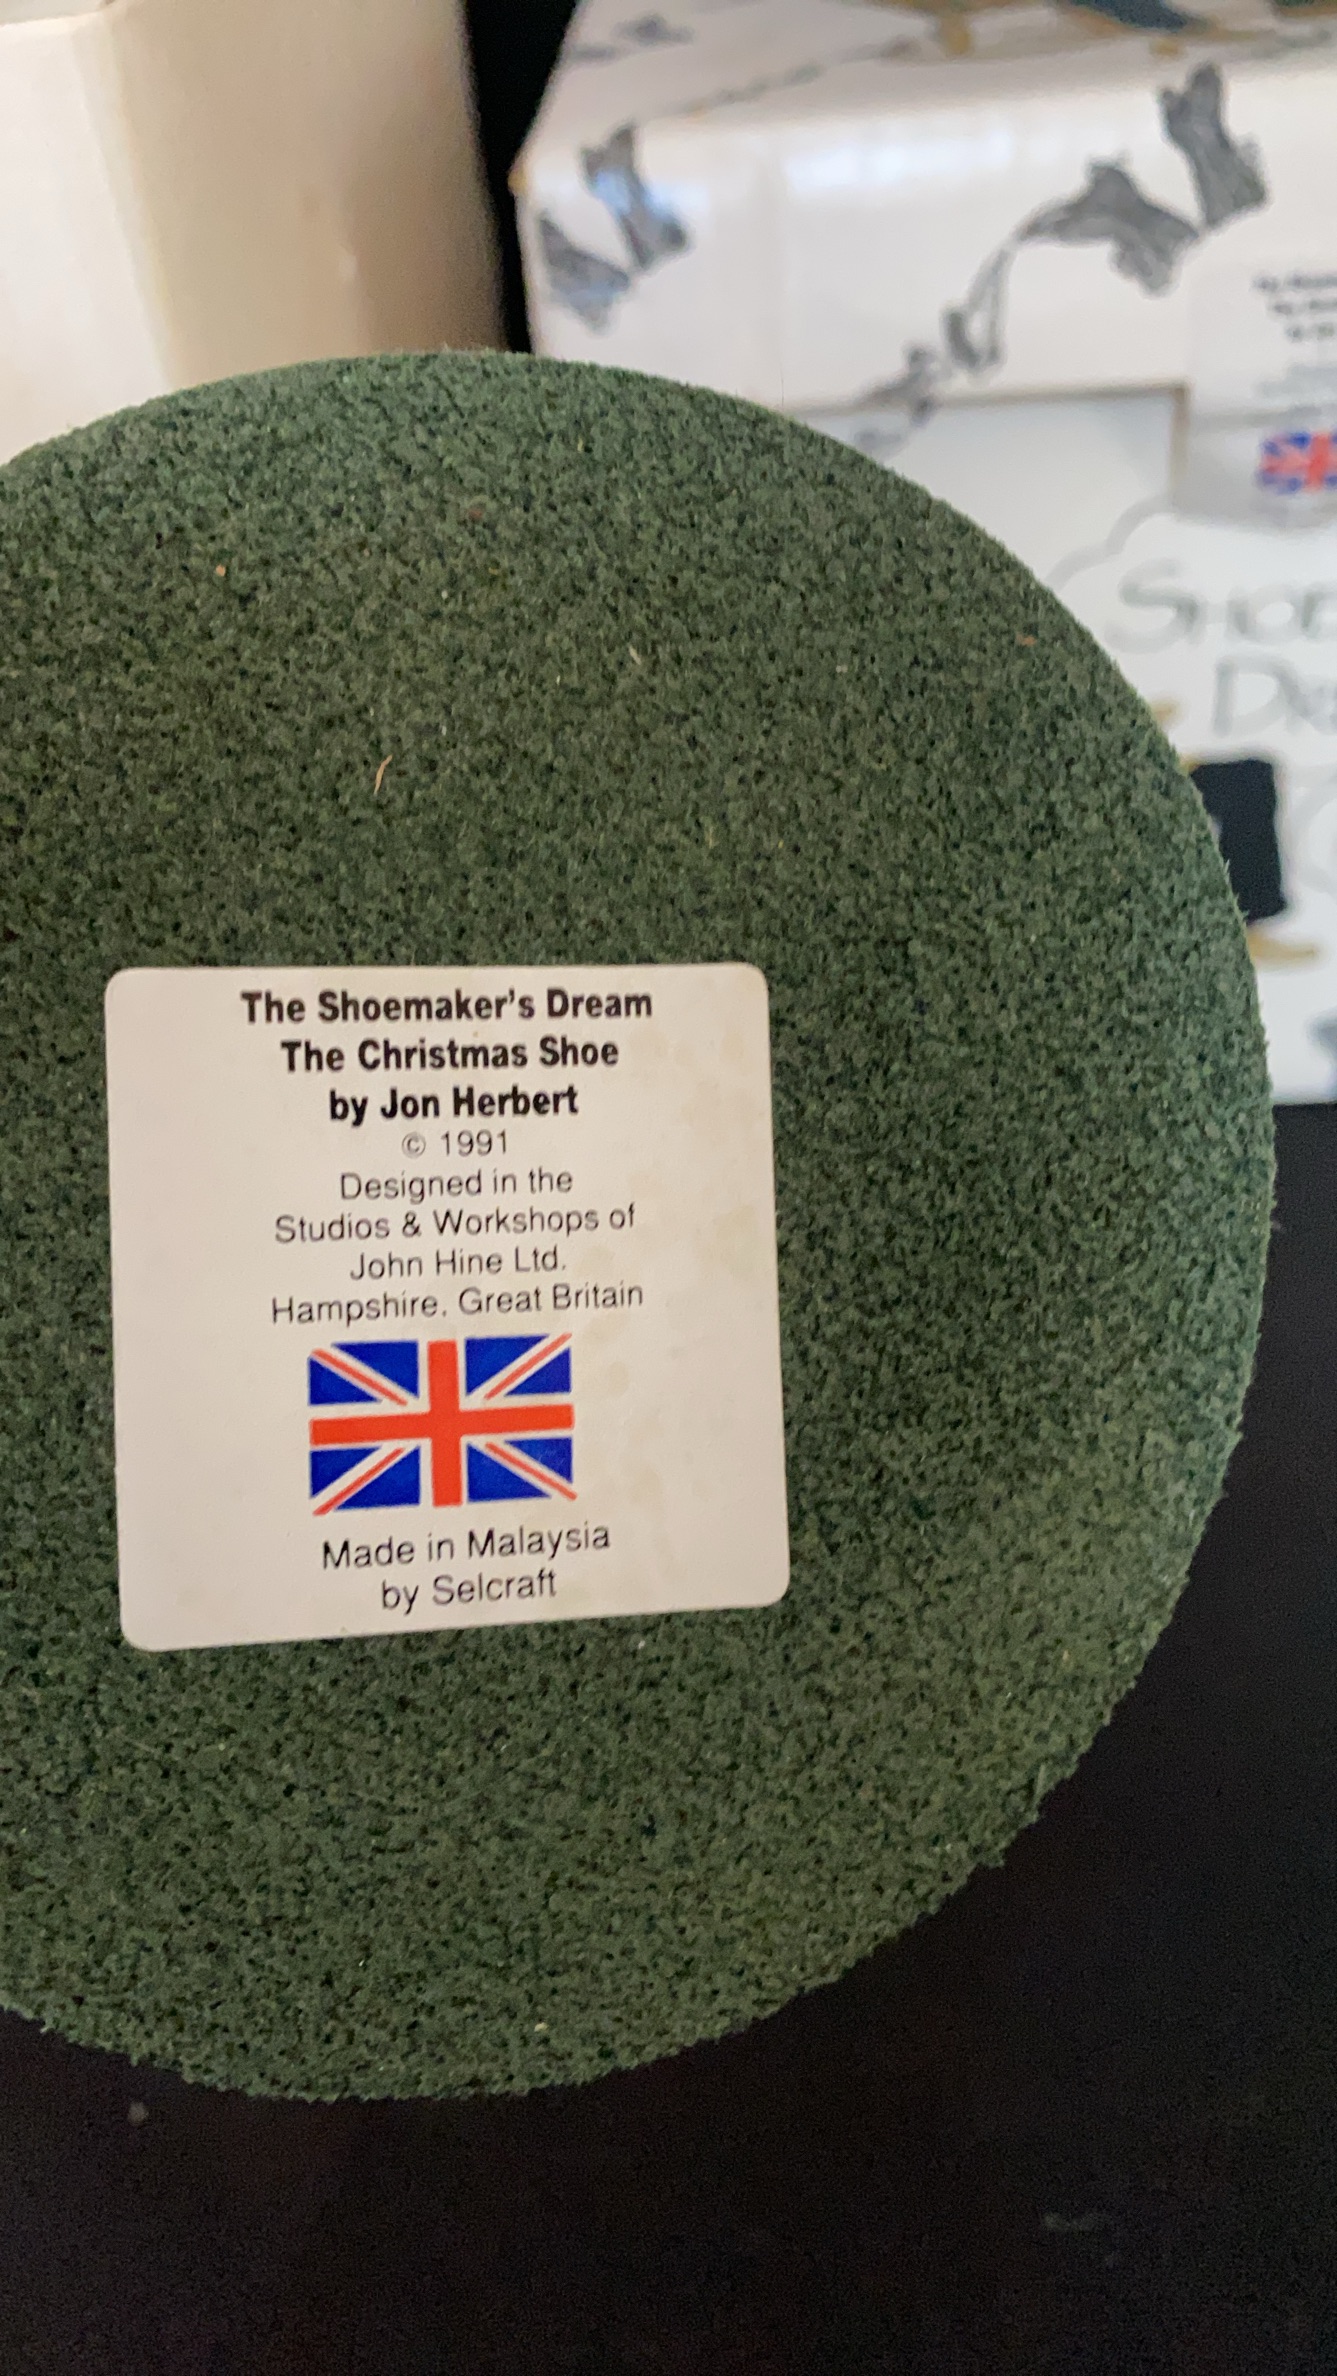 The Shoemaker's Dream
The Christmas Shoe
by Jon Herbert
© 1991
Designed in the
Studios & Workshops of
John Hine Ltd.
Hampshire. Great Britain
Made in Malaysia
by Selcraft